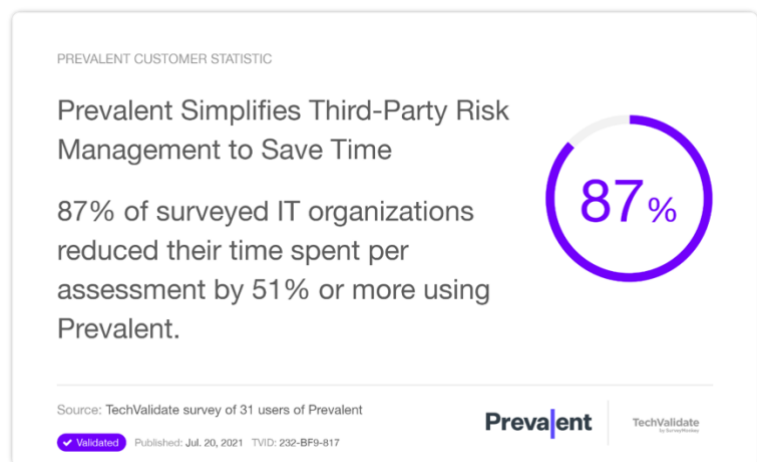 PREVALENT CUSTOMER STATISTIC
Prevalent Simplifies Third-Party Risk
Management to Save Time
87% of surveyed IT organizations
reduced their time spent per
assessment by 51% or more using
Prevalent.
87%
Source: TechValidate survey of 31 users of Prevalent
Validated Published: Jul. 20, 2021 TVID: 232-BF9-817
Prevalent
TechValidate
by SurveyMonkey